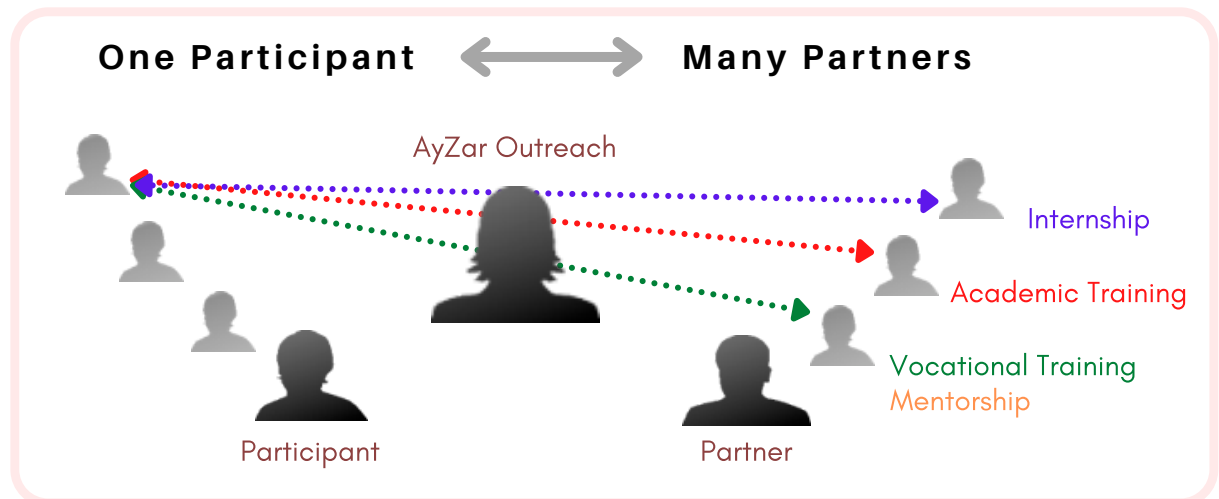 One Participant
Many Partners
AyZar Outreach
Internship
Academic Training
Vocational Training
Mentorship
Participant
Partner